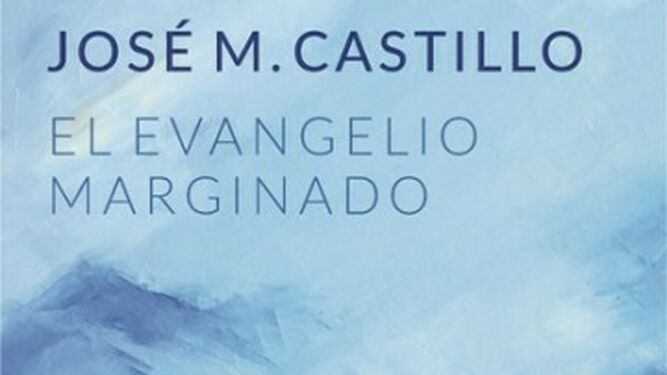 JOSÉ M. CASTILLO
EL EVANGELIO
MARGINADO